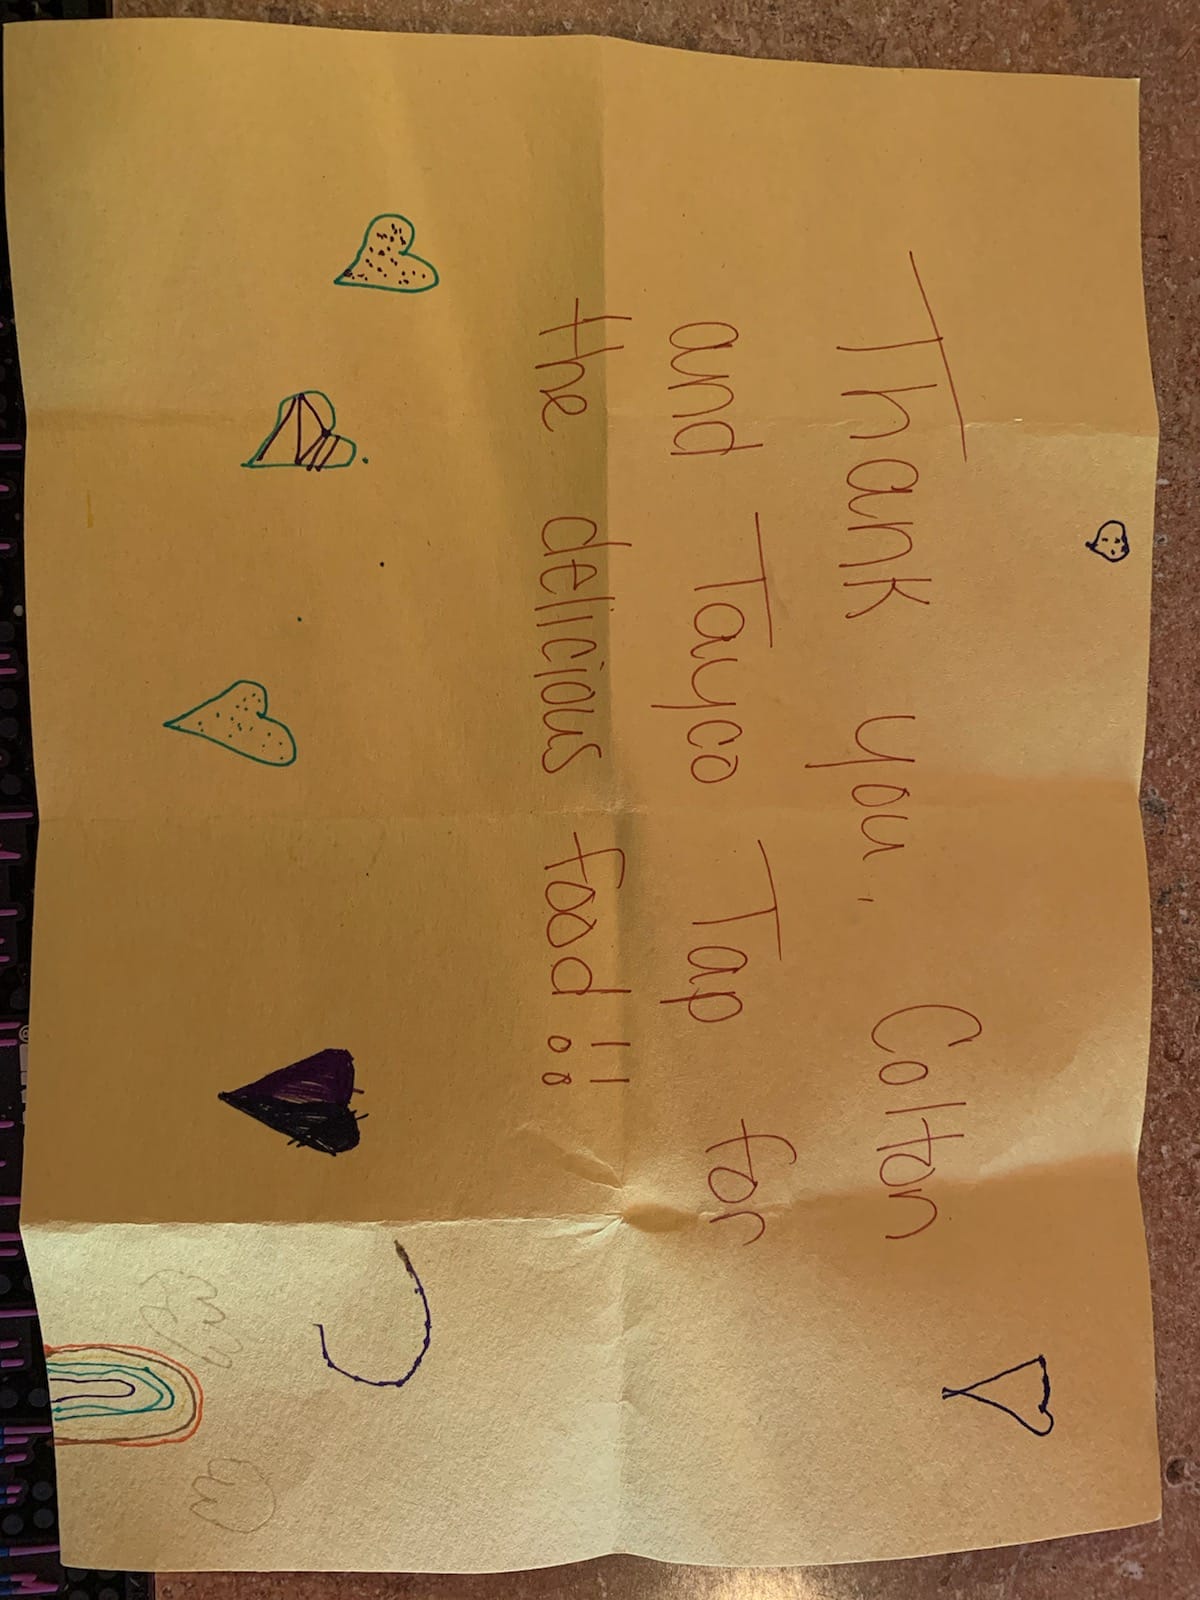 Thank you, Colton
and Tayco Tap for
the delicious food!!